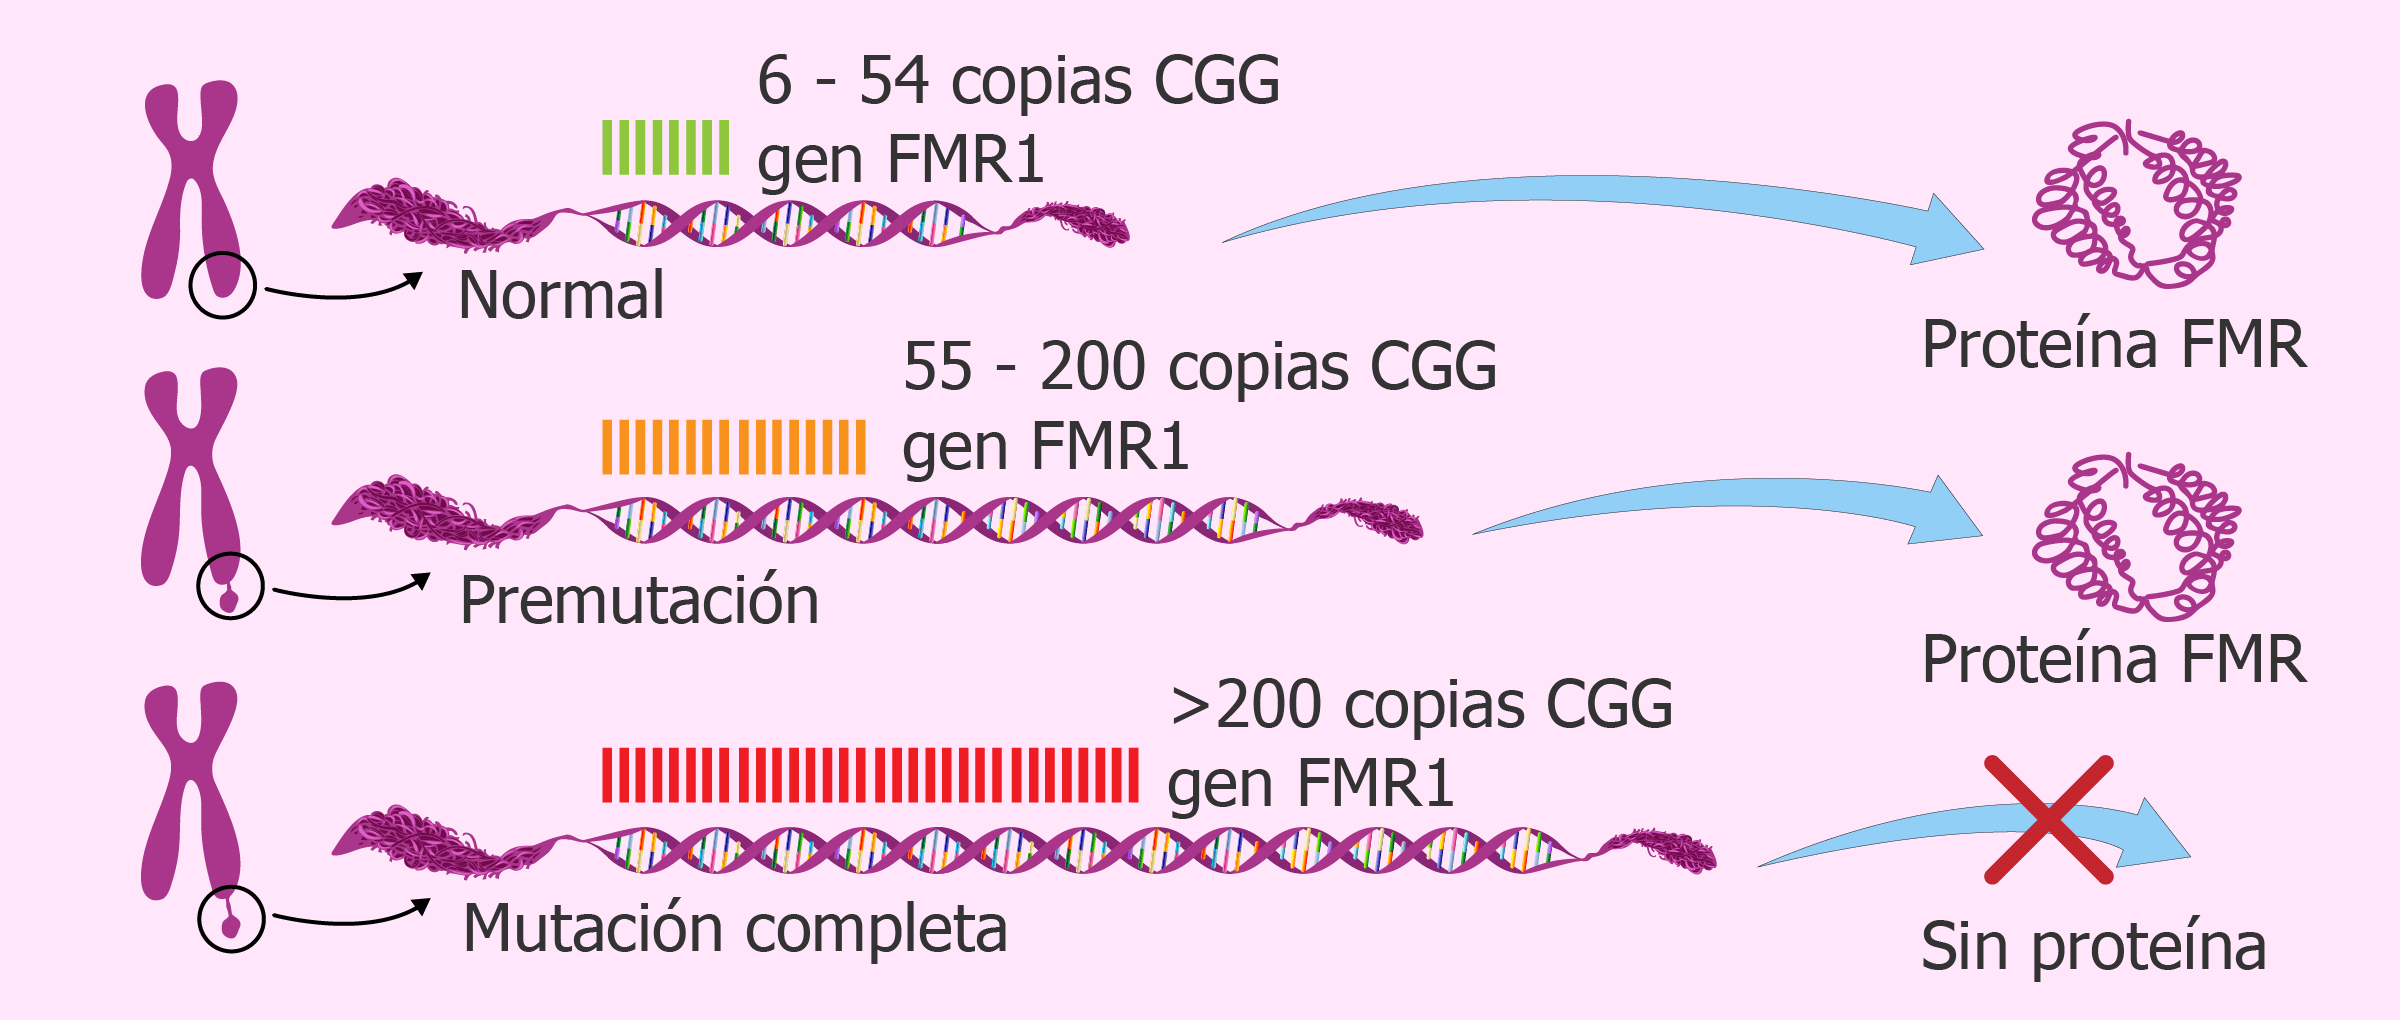 6 - 54 copias CGG
gen FMR1
Normal
Proteína FMR
55 - 200 copias CGG
gen FMR1
Premutación
Proteína FMR
>200 copias CGG
gen FMR1
Mutación completa
Sin proteína